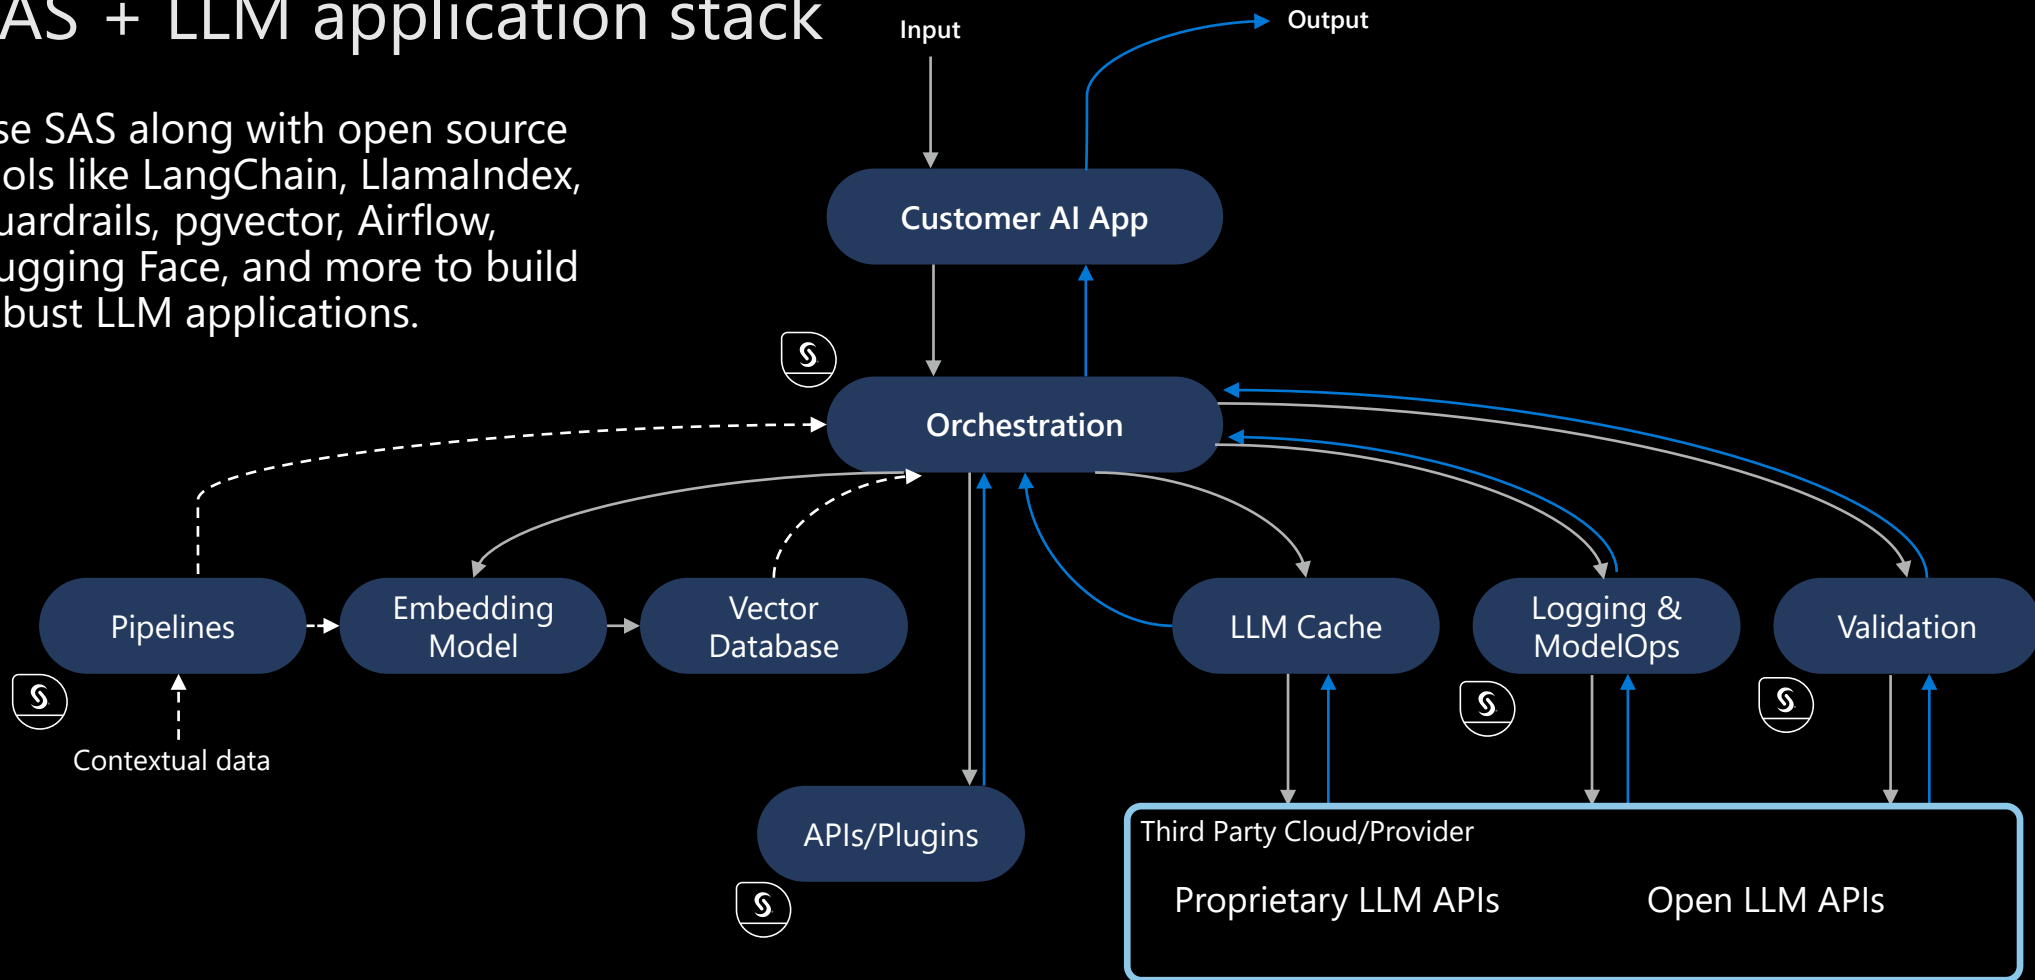 AS + LLM application stack
se SAS along with open source
ols like LangChain, LlamaIndex,
uardrails, pgvector, Airflow,
ugging Face, and more to build
bust LLM applications.
Input
Output
Customer AI App
Orchestration
Pipelines
Embedding
Model
Vector
Database
LLM Cache
Logging &
ModelOps
Validation
Contextual data
APIs/Plugins
Third Party Cloud/Provider
Proprietary LLM APIs
Open LLM APIs